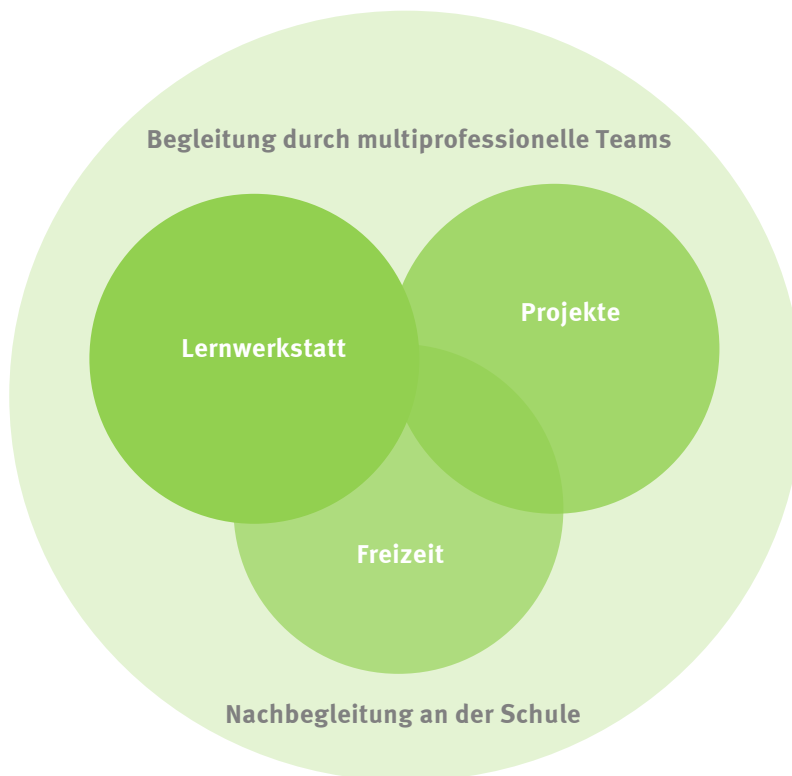 Begleitung durch multiprofessionelle Teams
Projekte
Lernwerkstatt
Freizeit
Nachbegleitung an der Schule